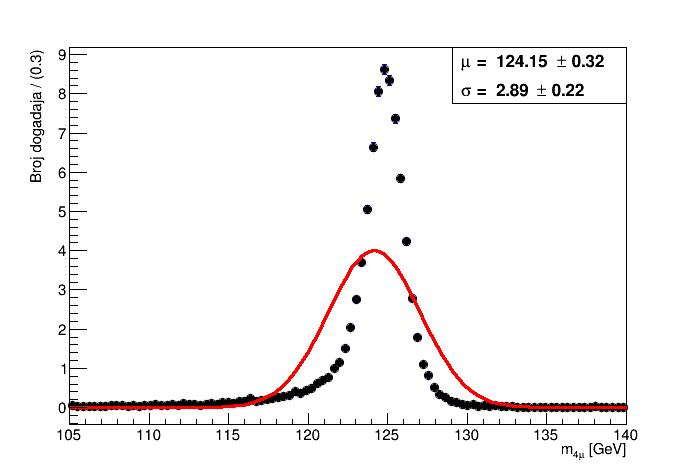 Broj dogadaja / (0.3)
μ = 124.15 ± 0.32
σ = 2.89 ± 0.22
9
8
7
6
5
4
3
2
1
0
105 110 115 120 125 130 135 140
m4μ [GeV]